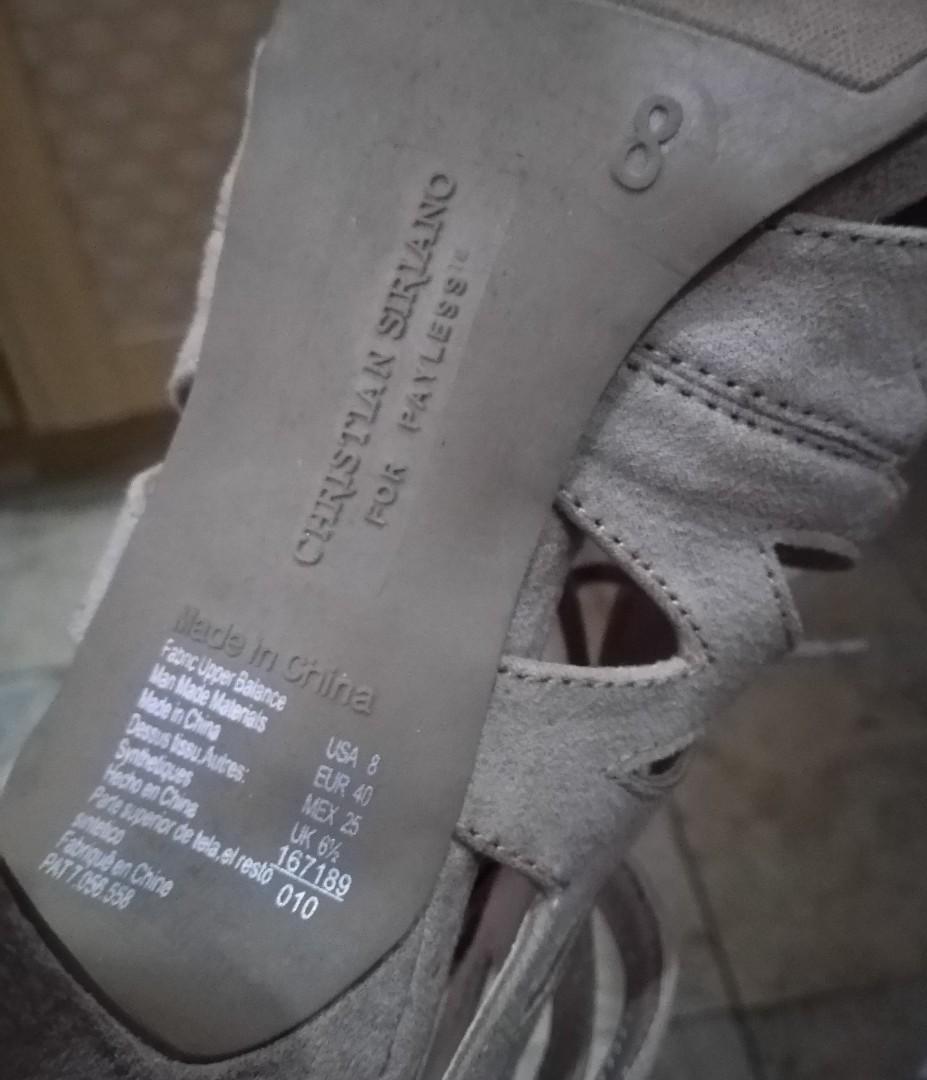 8
CHRISTIAN SIRIANO
FOR PAYLESS™
Made in China
Fabric Upper Balance
Man Made Materials
Made in China
Dessus tissu,Autres:
Synthetiques
Hecho en China
Parte superior de tela,el resto
sintetico
Fabriqué en Chine
PAT 7,056,558
USA 8
EUR 40
MEX 25
UK 6½
167189
010